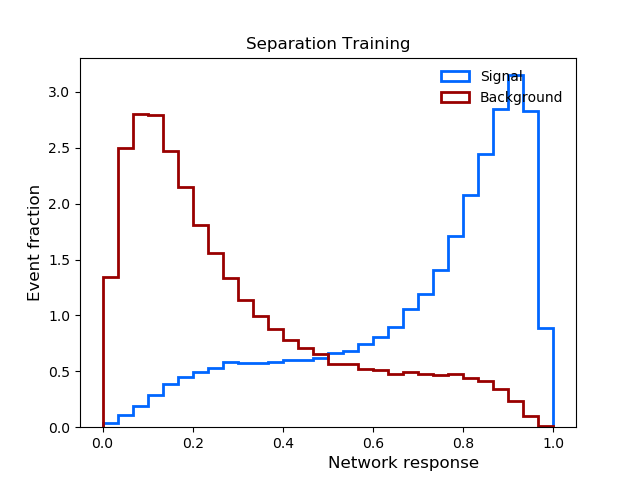 Separation Training
Signal
Background
Event fraction
3.0
2.5
2.0
1.5
1.0
0.5
0.0
0.0 0.2 0.4 0.6 0.8 1.0
Network response